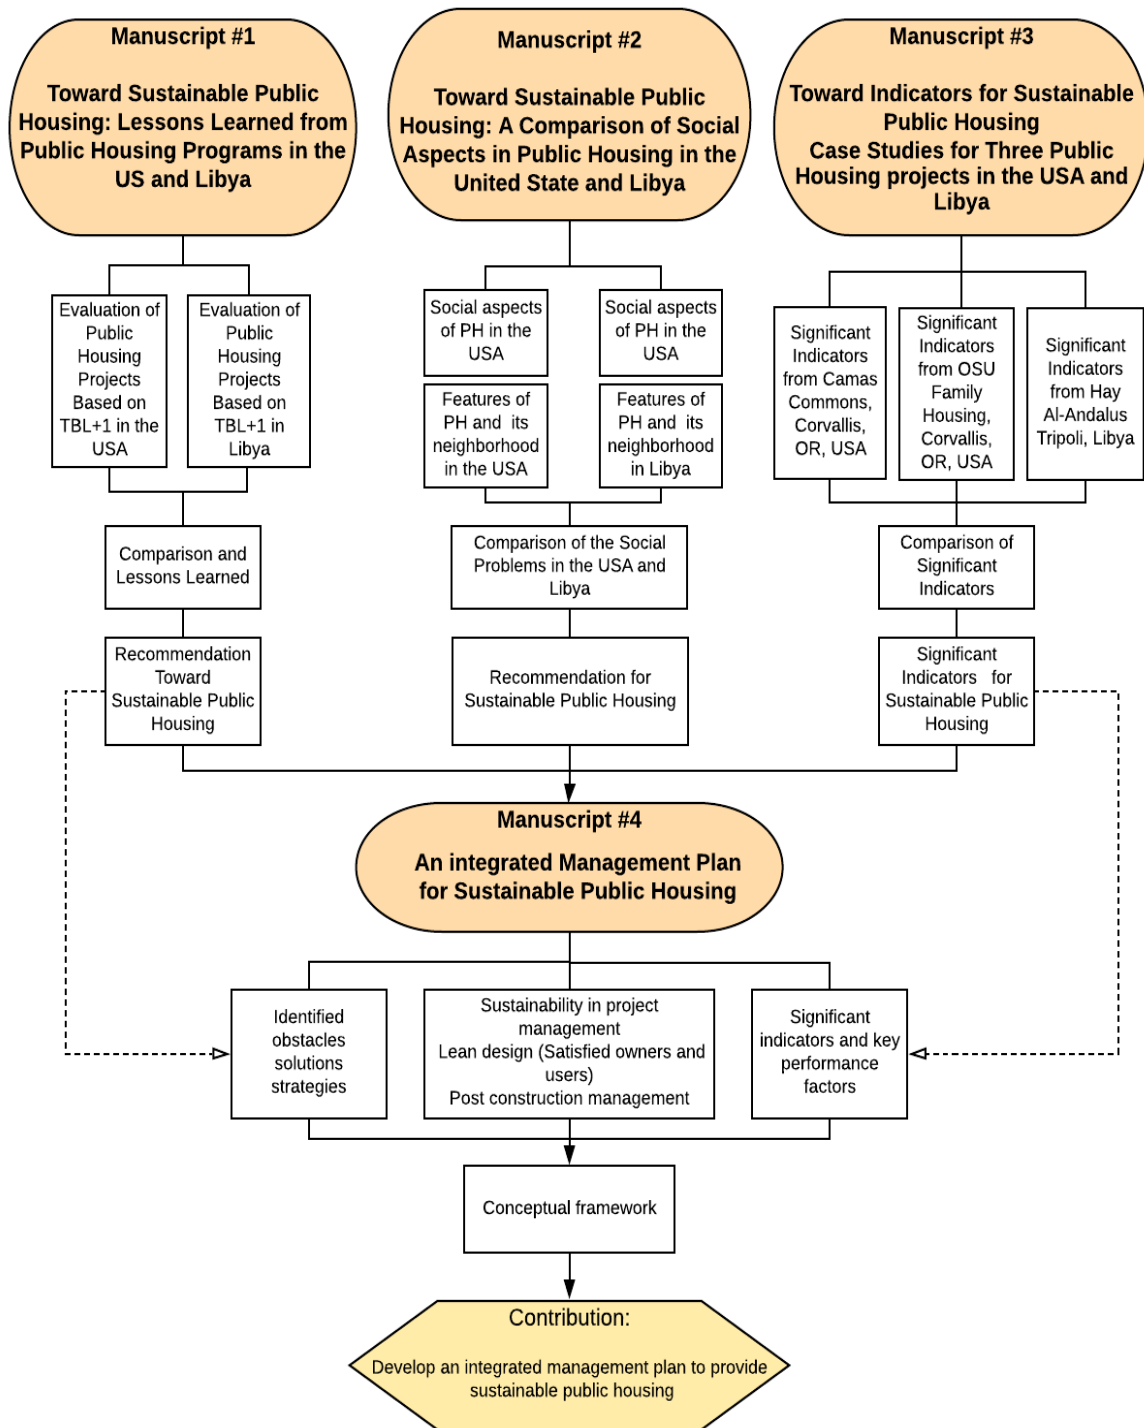 Manuscript #1
Toward Sustainable Public
Housing: Lessons Learned from
Public Housing Programs in the
US and Libya
Manuscript #2
Toward Sustainable Public
Housing: A Comparison of Social
Aspects in Public Housing in the
United State and Libya
Manuscript #3
Toward Indicators for Sustainable
Public Housing
Case Studies for Three Public
Housing projects in the USA and
Libya
Evaluation of
Public
Housing
Projects
Based on
TBL+1 in the
USA
Evaluation of
Public
Housing
Projects
Based on
TBL+1 in
Libya
Social aspects
of PH in the
USA
Social aspects
of PH in the
USA
Features of
PH and its
neighborhood
in the USA
Features of
PH and its
neighborhood
in Libya
Significant
Indicators
from Camas
Commons,
Corvallis,
OR, USA
Significant
Indicators
from OSU
Family
Housing,
Corvallis,
OR, USA
Significant
Indicators
from Hay
Al-Andalus
Tripoli, Libya
Comparison and
Lessons Learned
Comparison of the Social
Problems in the USA and
Libya
Comparison of
Significant
Indicators
Recommendation
Toward
Sustainable Public
Housing
Recommendation for
Sustainable Public Housing
Significant
Indicators for
Sustainable Public
Housing
Manuscript #4
An integrated Management Plan
for Sustainable Public Housing
Identified
obstacles
solutions
strategies
Sustainability in project
management
Lean design (Satisfied owners and
users)
Post construction management
Significant
indicators and key
performance
factors
Conceptual framework
Contribution:
Develop an integrated management plan to provide
sustainable public housing